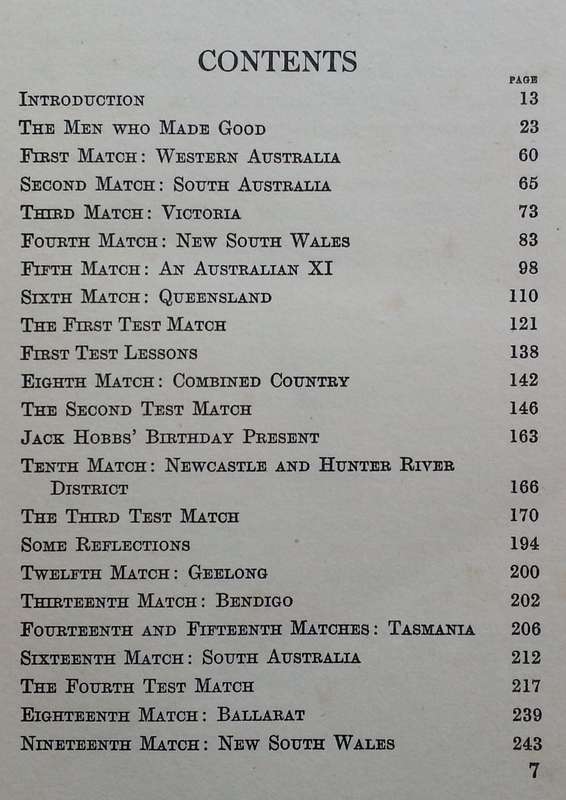 CONTENTS
PAGE
INTRODUCTION 13
THE MEN WHO MADE GOOD 23
FIRST MATCH: WESTERN AUSTRALIA 60
SECOND MATCH: SOUTH AUSTRALIA 65
THIRD MATCH: VICTORIA 73
FOURTH MATCH: NEW SOUTH WALES 83
FIFTH MATCH: AN AUSTRALIAN XI 98
SIXTH MATCH: QUEENSLAND 110
THE FIRST TEST MATCH 121
FIRST TEST LESSONS 138
EIGHTH MATCH: COMBINED COUNTRY 142
THE SECOND TEST MATCH 146
JACK HOBBS' BIRTHDAY PRESENT 163
TENTH MATCH: NEWCASTLE AND HUNTER RIVER
DISTRICT 166
THE THIRD TEST MATCH 170
SOME REFLECTIONS 194
TWELFTH MATCH: GEELONG 200
THIRTEENTH MATCH: BENDIGO 202
FOURTEENTH AND FIFTEENTH MATCHES: TASMANIA 206
SIXTEENTH MATCH: SOUTH AUSTRALIA 212
THE FOURTH TEST MATCH 217
EIGHTEENTH MATCH: BALLARAT 239
NINETEENTH MATCH: NEW SOUTH WALES 243
7